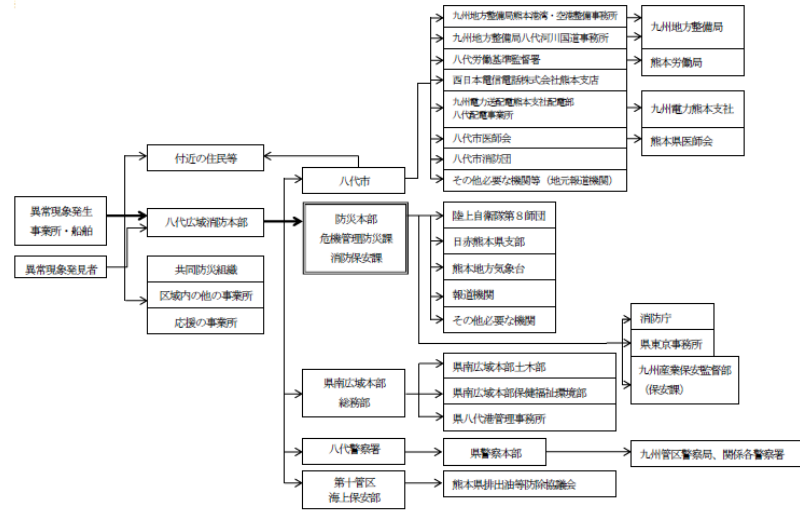 九州地方整備局熊本港湾・空港整備事務所
九州地方整備局八代河川国道事務所
八代労働基準監督署
西日本電信電話株式会社熊本支店
九州電力送配電熊本支社配電部
八代配電事業所
八代市医師会
八代市消防団
その他必要な機関等（地元報道機関）
九州地方整備局
熊本労働局
九州電力熊本支社
熊本県医師会
付近の住民等
八代市
異常現象発生
事業所・船舶
八代広域消防本部
防災本部
危機管理防災課
消防保安課
異常現象発見者
共同防災組織
区域内の他の事業所
応援の事業所
陸上自衛隊第８師団
日赤熊本県支部
熊本地方気象台
報道機関
その他必要な機関
消防庁
県東京事務所
九州産業保安監督部
（保安課）
県南広域本部
総務部
県南広域本部土木部
県南広域本部保健福祉環境部
県八代港管理事務所
八代警察署
県警察本部
九州管区警察局、関係各警察署
第十管区
海上保安部
熊本県排出油等防除協議会